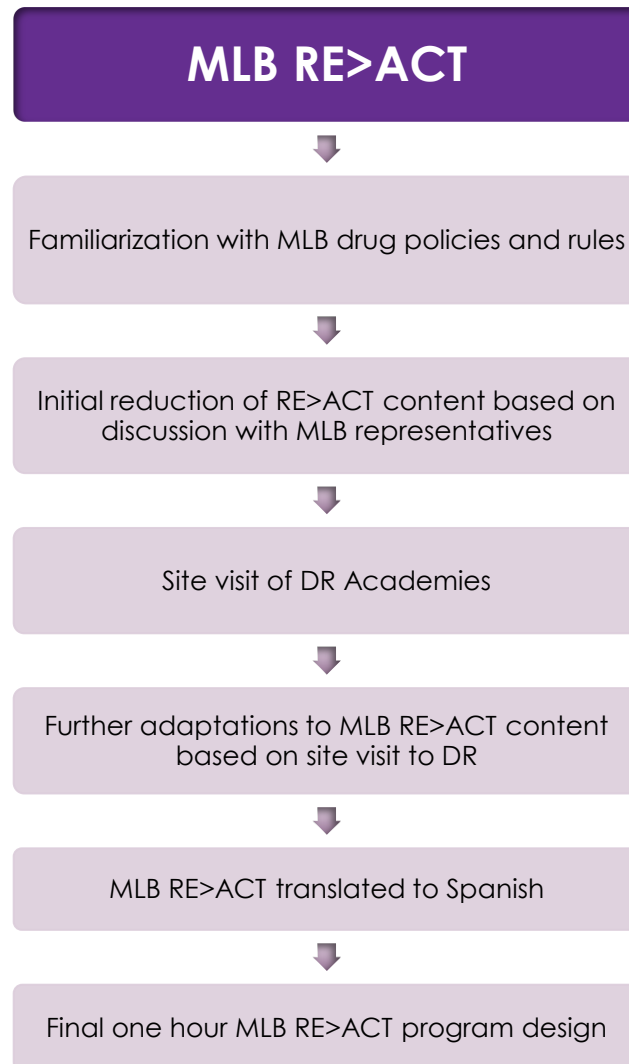 MLB RE>ACT
Familiarization with MLB drug policies and rules
Initial reduction of RE>ACT content based on
discussion with MLB representatives
Site visit of DR Academies
Further adaptations to MLB RE>ACT content
based on site visit to DR
MLB RE>ACT translated to Spanish
Final one hour MLB RE>ACT program design